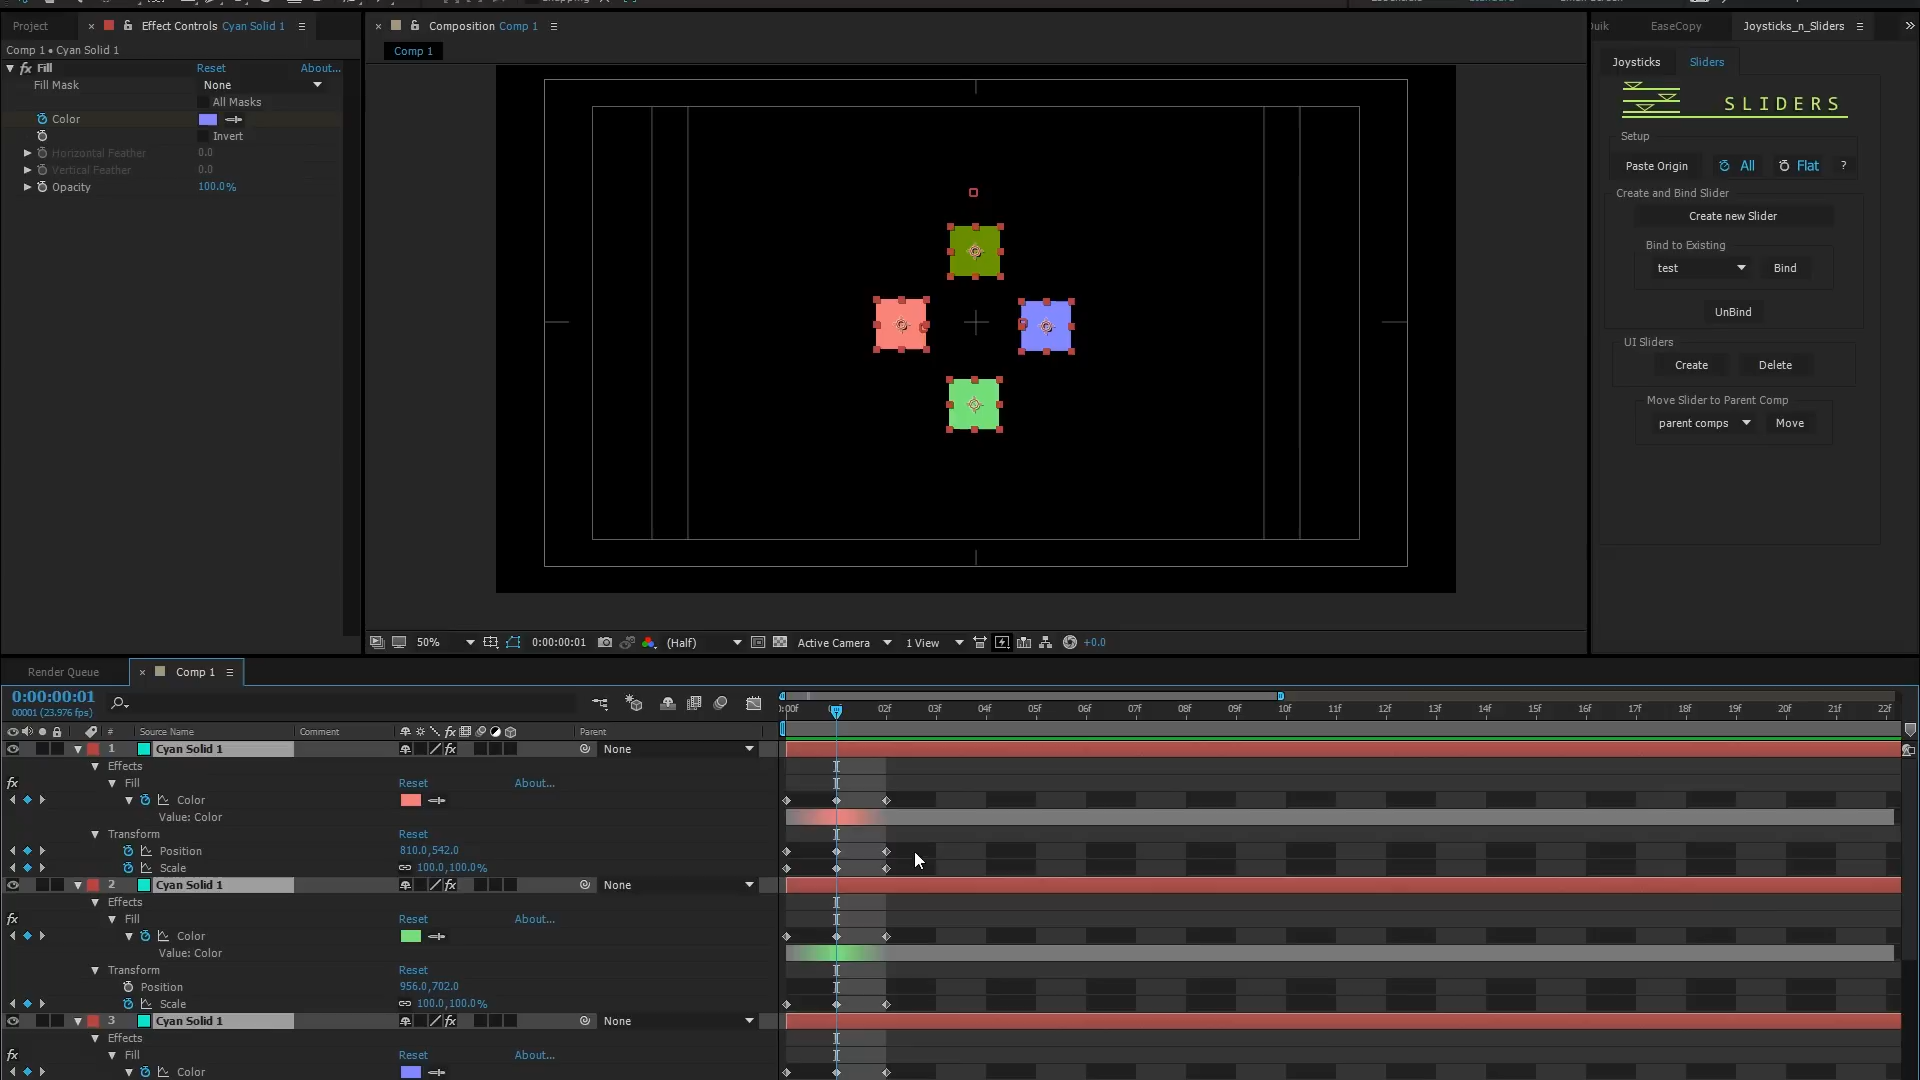 Project
Effect Controls Cyan Solid 1
Comp 1 • Cyan Solid 1
fx Fill Reset About...
Fill Mask None
All Masks
Color
Invert
Horizontal Feather 0.0
Vertical Feather 0.0
Opacity 100.0%
Composition Comp 1
Comp 1
50% 0:00:00:01 (Half) Active Camera 1 View +0.0
EaseCopy Joysticks_n_Sliders
Joysticks Sliders
SLIDERS
Setup
Paste Origin All Flat ?
Create and Bind Slider
Create new Slider
Bind to Existing
test Bind
UnBind
UI Sliders
Create Delete
Move Slider to Parent Comp
parent comps Move
Render Queue Comp 1
0:00:00:01
00001 (23.976 fps)
:00f 02f 03f 04f 05f 06f 07f 08f 09f 10f 11f 12f 13f 14f 15f 16f 17f 18f 19f 20f 21f 22f
# Source Name Comment fx Parent
1 Cyan Solid 1 fx None
Effects
fx Fill Reset About...
Color
Value: Color
Transform Reset
Position 810.0,542.0
Scale 100.0,100.0%
2 Cyan Solid 1 fx None
Effects
fx Fill Reset About...
Color
Value: Color
Transform Reset
Position 956.0,702.0
Scale 100.0,100.0%
3 Cyan Solid 1 fx None
Effects
fx Fill Reset About...
Color